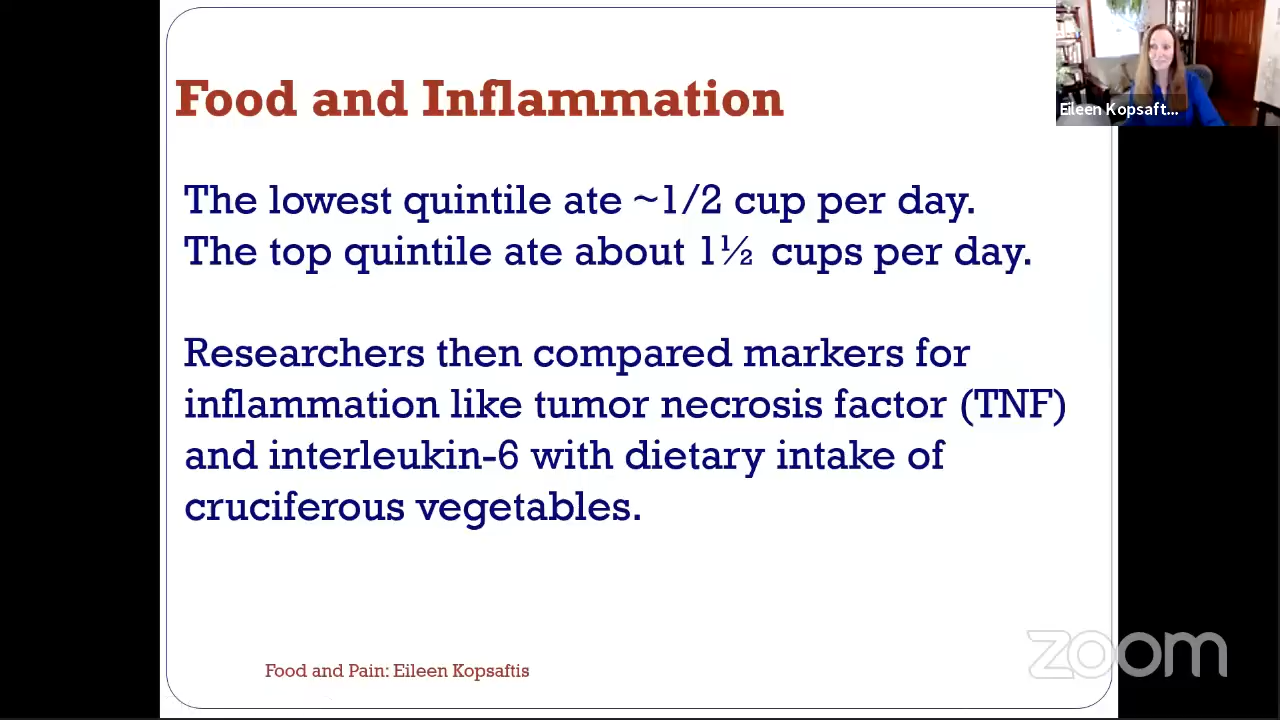 Food and Inflammation
Eileen Kopsaft...
The lowest quintile ate ~1/2 cup per day.
The top quintile ate about 1½ cups per day.
Researchers then compared markers for
inflammation like tumor necrosis factor (TNF)
and interleukin-6 with dietary intake of
cruciferous vegetables.
zoom
Food and Pain: Eileen Kopsaftis